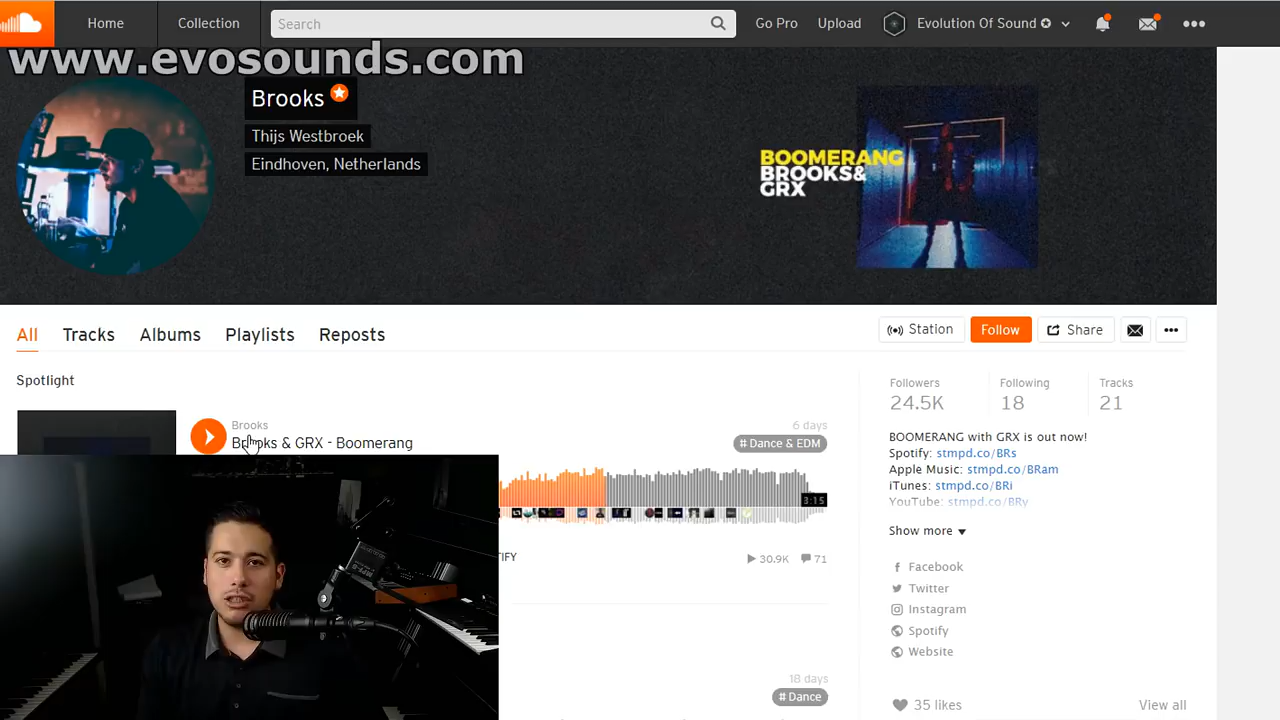 Home
Collection
Search
Go Pro
Upload
Evolution Of Sound
www.evosounds.com
Brooks
Thijs Westbroek
Eindhoven, Netherlands
BOOMERANG
BROOKS&
GRX
All
Tracks
Albums
Playlists
Reposts
Station
Follow
Share
Spotlight
Brooks
Brooks & GRX - Boomerang
6 days
# Dance & EDM
3:15
TIFY
30.9K
71
18 days
# Dance
Followers
24.5K
Following
18
Tracks
21
BOOMERANG with GRX is out now!
Spotify: stmpd.co/BRs
Apple Music: stmpd.co/BRam
iTunes: stmpd.co/BRi
YouTube: stmpd.co/BRy
Show more
Facebook
Twitter
Instagram
Spotify
Website
35 likes
View all